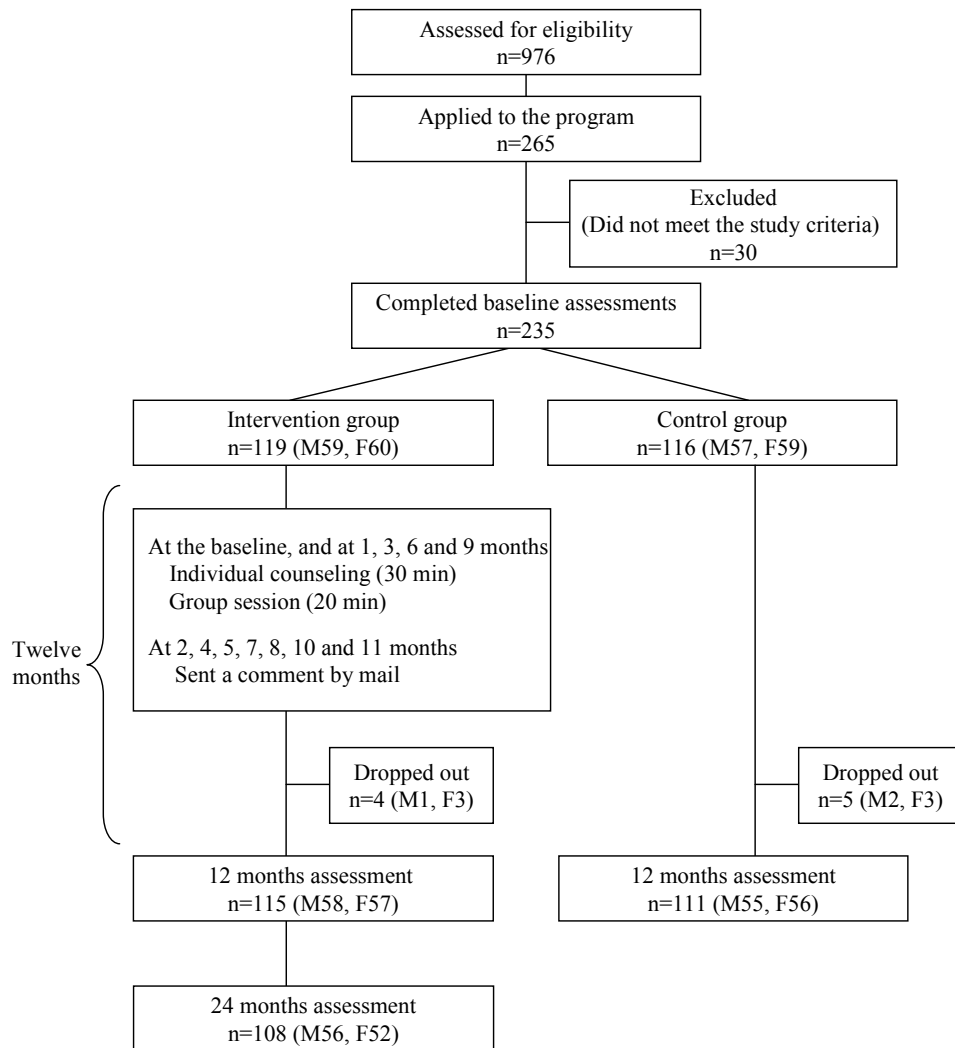 Assessed for eligibility
n=976
Applied to the program
n=265
Excluded
(Did not meet the study criteria)
n=30
Completed baseline assessments
n=235
Intervention group
n=119 (M59, F60)
Control group
n=116 (M57, F59)
Twelve
months
At the baseline, and at 1, 3, 6 and 9 months
Individual counseling (30 min)
Group session (20 min)
At 2, 4, 5, 7, 8, 10 and 11 months
Sent a comment by mail
Dropped out
n=4 (M1, F3)
Dropped out
n=5 (M2, F3)
12 months assessment
n=115 (M58, F57)
12 months assessment
n=111 (M55, F56)
24 months assessment
n=108 (M56, F52)